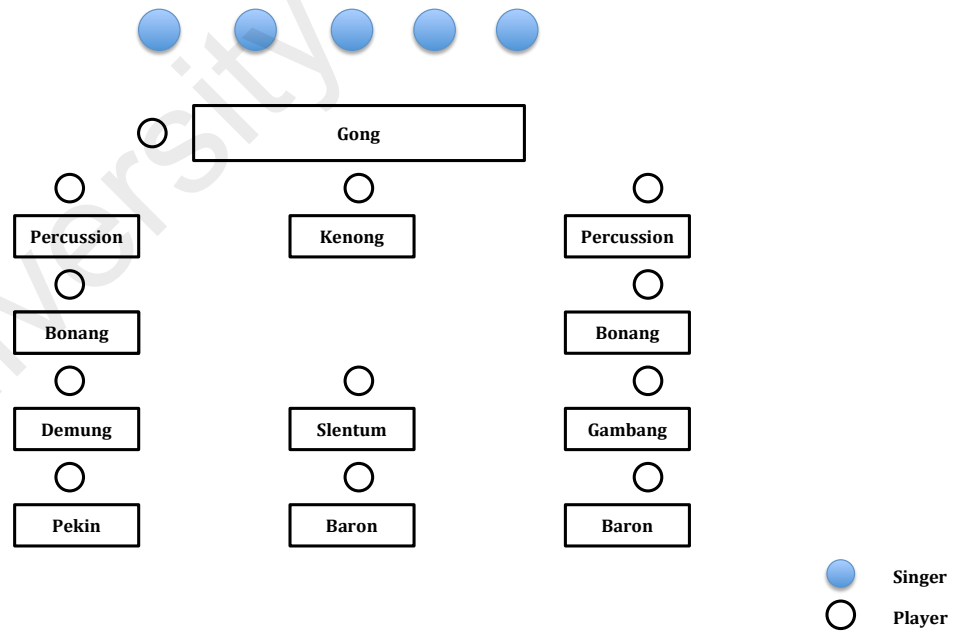 Gong
Percussion Kenong Percussion
Bonang Bonang
Demung Slentum Gambang
Pekin Baron Baron
Singer
Player